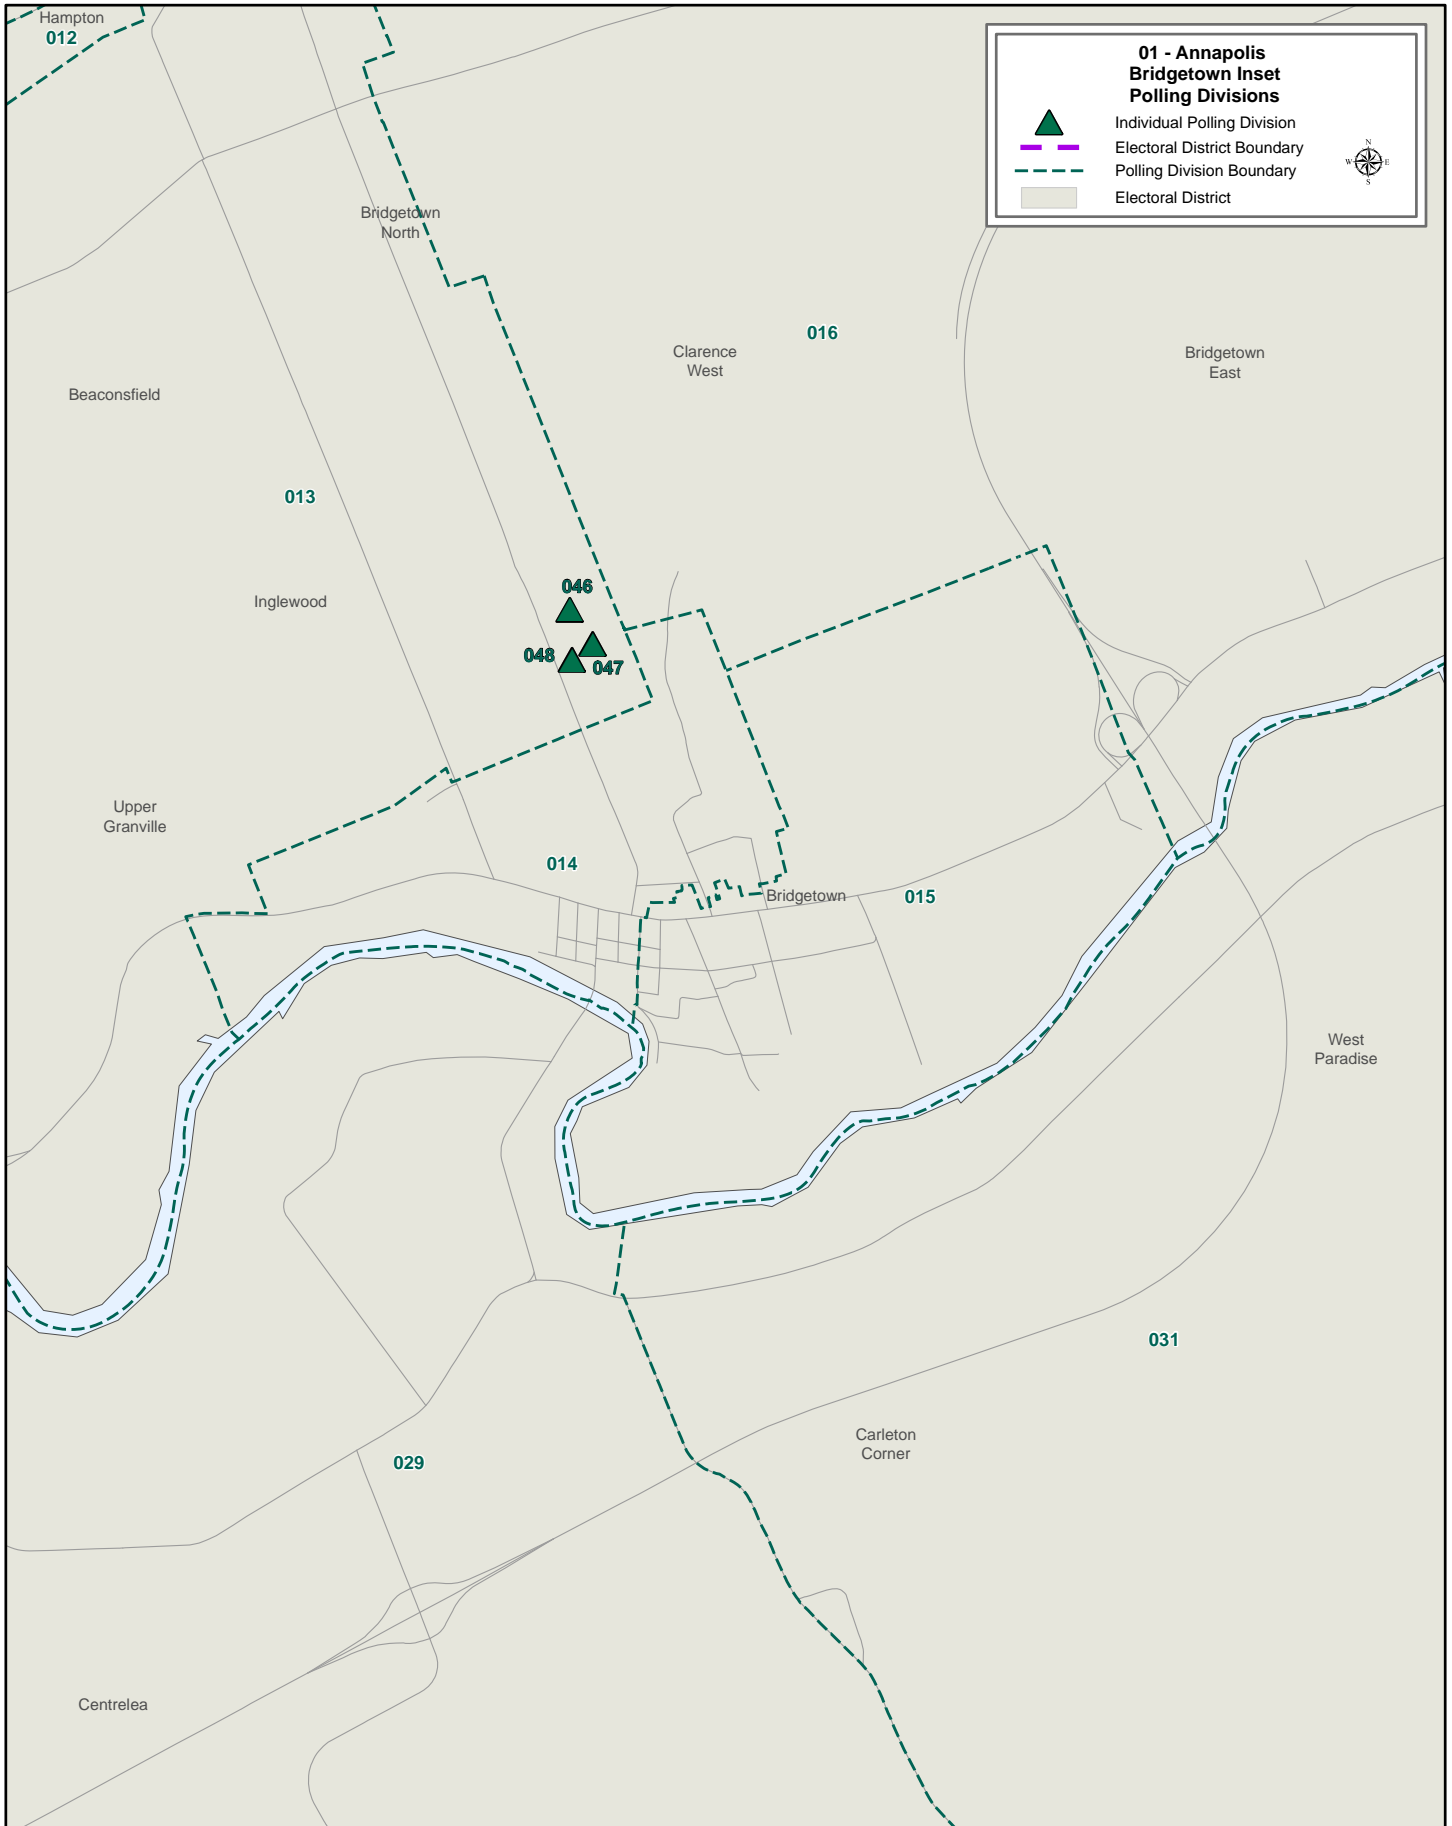 Hampton
012
01 - Annapolis
Bridgetown Inset
Polling Divisions
Individual Polling Division
Electoral District Boundary
Polling Division Boundary
Electoral District
N
W
E
S
Bridgetown
North
016
Clarence
West
Bridgetown
East
Beaconsfield
013
046
Inglewood
048
047
Upper
Granville
014
Bridgetown
015
West
Paradise
031
Carleton
Corner
029
Centrelea